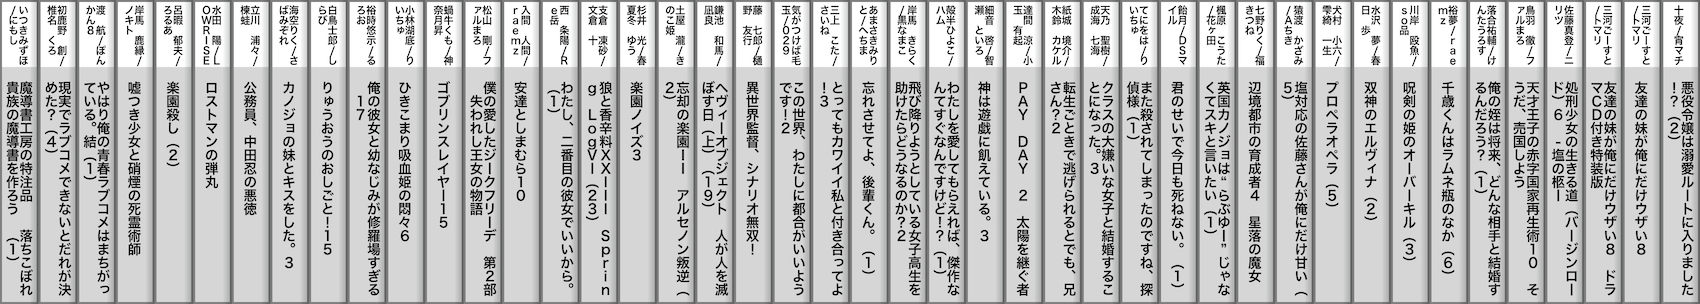 十夜/宵マチ
悪役令嬢は溺愛ルートに入りました!?(2)
三河ごーすと/トマリ
友達の妹が俺にだけウザい8
三河ごーすと/トマリ
友達の妹が俺にだけウザい8 ドラマCD付き特装版
佐藤真登/ニリツ
処刑少女の生きる道(バージンロード)6 -塩の柩-
鳥羽 徹/ファルまろ
天才王子の赤字国家再生術10 そうだ、売国しよう
落合祐輔/けんたうろす
俺の姪は将来、どんな相手と結婚するんだろう?(1)
裕夢/raemz
千歳くんはラムネ瓶のなか(6)
川岸 殴魚/so品
呪剣の姫のオーバーキル(3)
水沢 夢/春日 歩
双神のエルヴィナ(2)
犬村 小六/雫綺 一生
プロペラオペラ(5)
猿渡 かざみ/Aちき
塩対応の佐藤さんが俺にだけ甘い(5)
七野りく/福きつね
辺境都市の育成者4 星落の魔女
楓原 こうた/花ヶ田
英国カノジョは“らぶゆー”じゃなくてスキと言いたい(1)
飴月/DSマイル
君のせいで今日も死ねない。(1)
てにをは/りいちゅ
また殺されてしまったのですね、探偵様(1)
天乃 聖樹/成海 七海
クラスの大嫌いな女子と結婚することになった。3
紙城 境介/木鈴 カケル
転生ごときで逃げられるとでも、兄さん?2
達間 涼/小玉 有起
PAY DAY 2 太陽を継ぐ者
細音 啓/智瀬 といろ
神は遊戯に飢えている。3
殻半ひよこ/ハム
わたしを愛してもらえれば、傑作なんてすぐなんですけど!?(1)
岸馬きらく/黒なまこ
飛び降りようとしている女子高生を助けたらどうなるのか?2
あまさきみりと/へちま
忘れさせてよ、後輩くん。(1)
三上 こた/さいね
とってもカワイイ私と付き合ってよ!3
気がつけば毛玉/029
この世界、わたしに都合がいいようです!2
藤 七郎/樋野 友行
異世界監督、シナリオ無双!
鎌池 和馬/凪良
ヘヴィーオブジェクト 人が人を滅ぼす日(上)(19)
土屋 瀧/きのこ姫
忘却の楽園II アルセノン叛逆(2)
杉井 光/春夏冬 ゆう
楽園ノイズ3
支倉 凍砂/文倉 十
狼と香辛料XXIII Spring LogVI(23)
西 条陽/Re岳
わたし、二番目の彼女でいいから。(1)
入間 人間/raemz
安達としまむら10
松山 剛/ファルまろ
僕の愛したジークフリーデ 第2部 失われし王女の物語
蝸牛くも/神奈月昇
ゴブリンスレイヤー15
小林湖底/りいちゅ
ひきこまり吸血姫の悶々6
裕時悠示/るろお
俺の彼女と幼なじみが修羅場すぎる17
白鳥士郎/しらび
りゅうおうのおしごと!15
海空りく/さばみぞれ
カノジョの妹とキスをした。3
立川 浦々/楝蛙
公務員、中田忍の悪徳
水田 陽/LOWRISE
ロストマンの弾丸
呂暇 郁夫/ろるあ
楽園殺し(2)
岸馬 鹿縁/ノキト
嘘つき少女と硝煙の死霊術師
渡 航/ぽんかん8
やはり俺の青春ラブコメはまちがっている。結(1)
初鹿野 創/椎名 くろ
現実でラブコメできないとだれが決めた?(4)
いつきみずほ/にもし
魔導書工房の特注品 落ちこぼれ貴族の魔導書を作ろう (1)